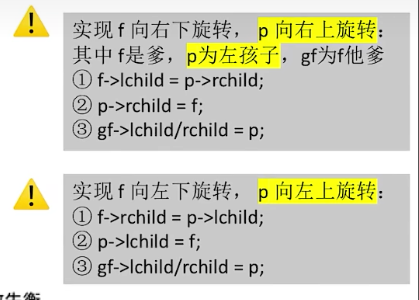 实现 f 向右下旋转， p 向右上旋转：
其中 f是爹，p为左孩子，gf为f他爹
① f->lchild = p->rchild;
② p->rchild = f;
③ gf->lchild/rchild = p;
实现 f 向左下旋转， p 向左上旋转：
① f->rchild = p->lchild;
② p->lchild = f;
③ gf->lchild/rchild = p;